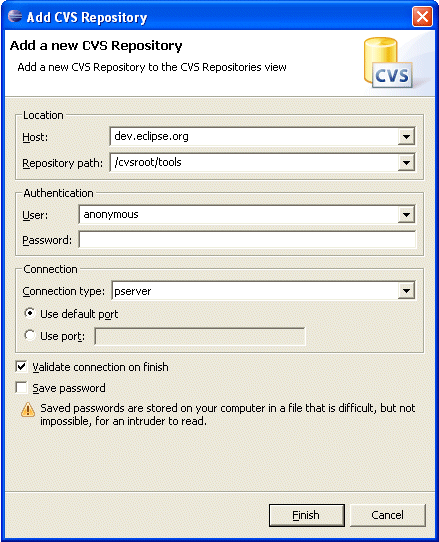 Add CVS Repository
Add a new CVS Repository
Add a new CVS Repository to the CVS Repositories view
CVS
Location
Host: dev.eclipse.org
Repository path: /cvsroot/tools
Authentication
User: anonymous
Password:
Connection
Connection type: pserver
Use default port
Use port:
Validate connection on finish
Save password
Saved passwords are stored on your computer in a file that is difficult, but not
impossible, for an intruder to read.
Finish Cancel